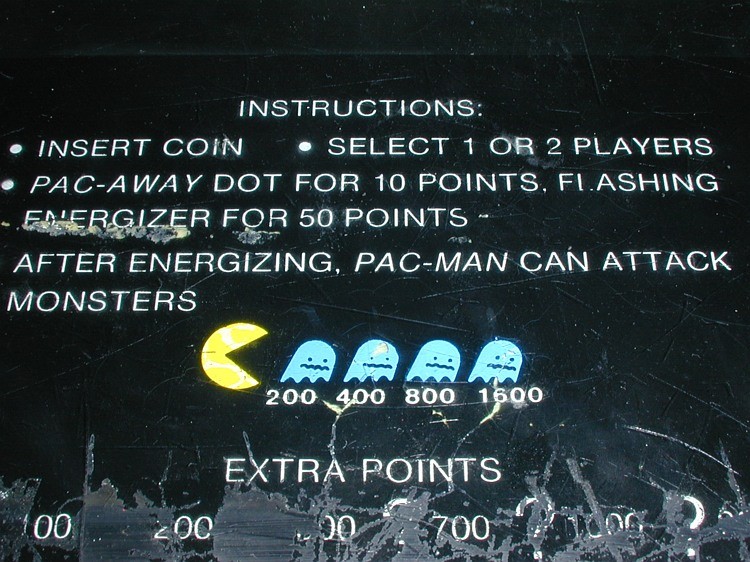 INSTRUCTIONS:
• INSERT COIN • SELECT 1 OR 2 PLAYERS
• PAC-AWAY DOT FOR 10 POINTS, FLASHING
ENERGIZER FOR 50 POINTS
AFTER ENERGIZING, PAC-MAN CAN ATTACK
MONSTERS
200 400 800 1600
EXTRA POINTS
700